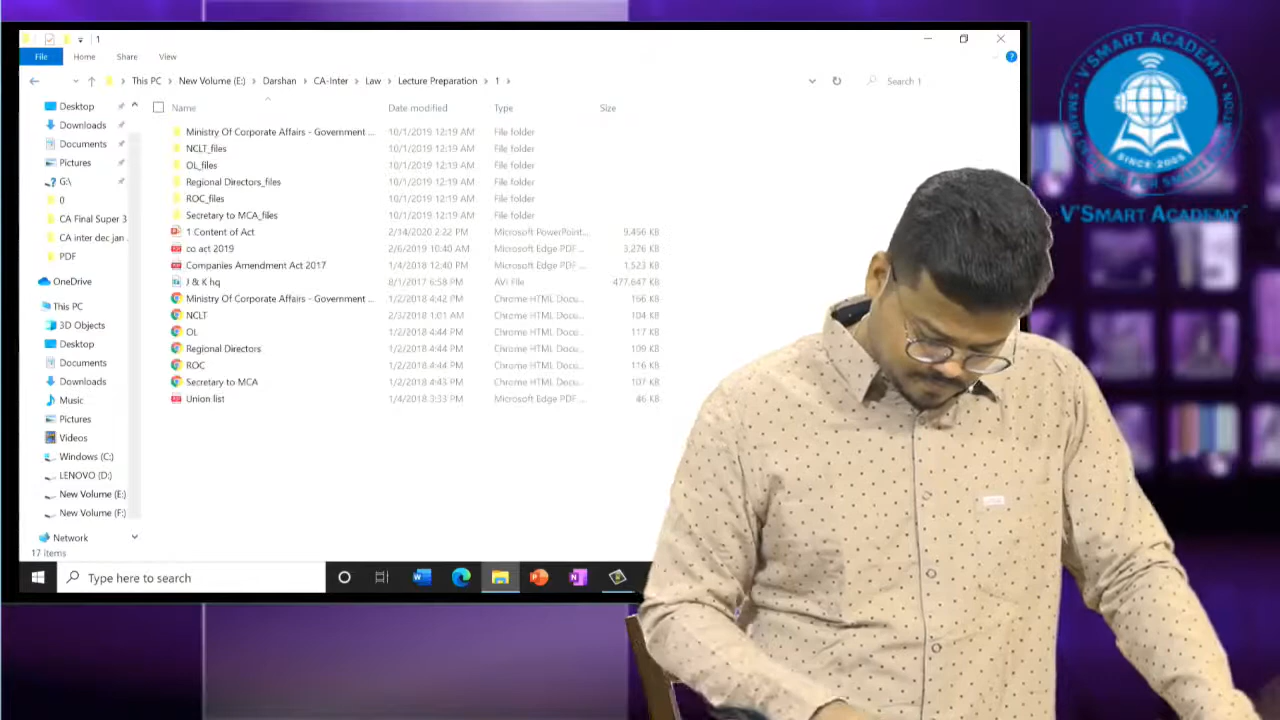 1
File Home Share View
This PC > New Volume (E:) > Darshan > CA-Inter > Law > Lecture Preparation > 1 >
Search 1
Name Date modified Type Size
Ministry Of Corporate Affairs - Government ... 10/1/2019 12:19 AM File folder
NCLT_files 10/1/2019 12:19 AM File folder
OL_files 10/1/2019 12:19 AM File folder
Regional Directors_files 10/1/2019 12:19 AM File folder
ROC_files 10/1/2019 12:19 AM File folder
Secretary to MCA_files 10/1/2019 12:19 AM File folder
1 Content of Act 2/14/2020 2:22 PM Microsoft PowerPoint... 9,456 KB
co act 2019 2/6/2019 10:40 AM Microsoft Edge PDF ... 3,276 KB
Companies Amendment Act 2017 1/4/2018 12:40 PM Microsoft Edge PDF ... 1,523 KB
J & K hq 8/1/2017 6:58 PM AVI File 477,647 KB
Ministry Of Corporate Affairs - Government ... 1/2/2018 4:42 PM Chrome HTML Docu... 166 KB
NCLT 2/3/2018 1:01 AM Chrome HTML Docu... 104 KB
OL 1/2/2018 4:44 PM Chrome HTML Docu... 117 KB
Regional Directors 1/2/2018 4:44 PM Chrome HTML Docu... 109 KB
ROC 1/2/2018 4:44 PM Chrome HTML Docu... 116 KB
Secretary to MCA 1/2/2018 4:43 PM Chrome HTML Docu... 107 KB
Union list 1/4/2018 3:33 PM Microsoft Edge PDF ... 46 KB
Desktop
Downloads
Documents
Pictures
G:\
0
CA Final Super 3
CA inter dec jan .
PDF
OneDrive
This PC
3D Objects
Desktop
Documents
Downloads
Music
Pictures
Videos
Windows (C:)
LENOVO (D:)
New Volume (E:)
New Volume (F:)
Network
17 items
Type here to search
V'SMART ACADEMY
SINCE-2006
V'SMART ACADEMY